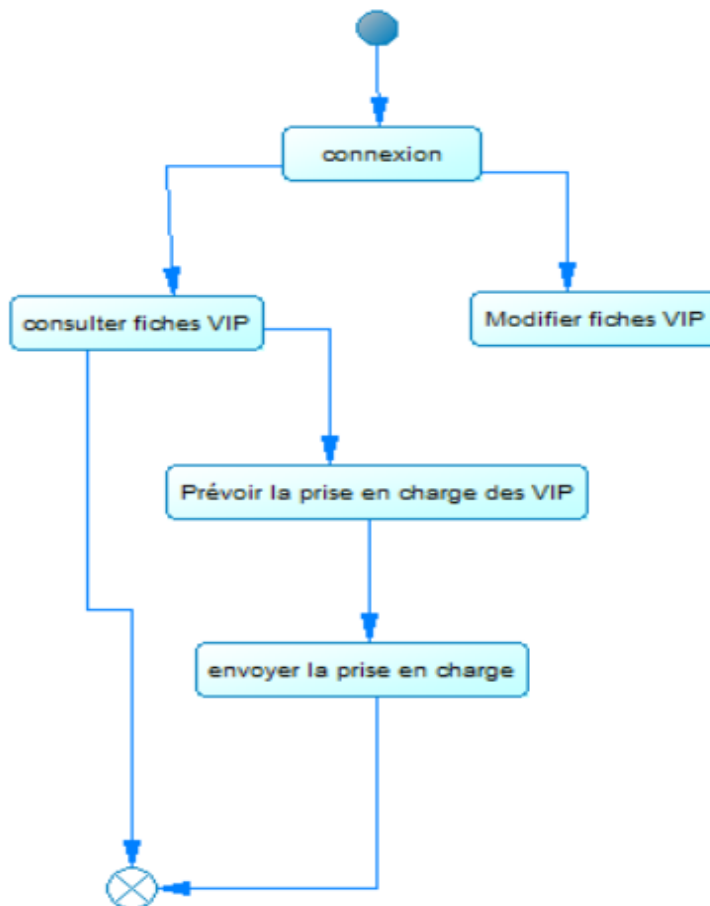 connexion
consulter fiches VIP
Modifier fiches VIP
Prévoir la prise en charge des VIP
envoyer la prise en charge